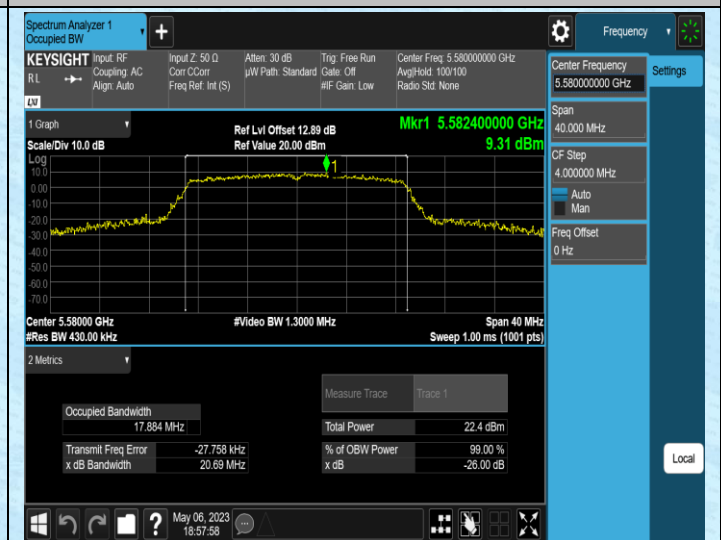 Spectrum Analyzer 1
Occupied BW
Frequency
KEYSIGHT
R L
LXI
Input: RF
Coupling: AC
Align: Auto
Input Z: 50 Ω
Corr CCorr
Freq Ref: Int (S)
Atten: 30 dB
µW Path: Standard
Trig: Free Run
Gate: Off
#IF Gain: Low
Center Freq: 5.580000000 GHz
Avg|Hold: 100/100
Radio Std: None
Center Frequency
5.580000000 GHz
Settings
Span
40.000 MHz
CF Step
4.000000 MHz
Auto
Man
Freq Offset
0 Hz
1 Graph
Scale/Div 10.0 dB
Ref Lvl Offset 12.89 dB
Ref Value 20.00 dBm
Mkr1 5.582400000 GHz
9.31 dBm
Log
10.0
0.00
-10.0
-20.0
-30.0
-40.0
-50.0
-60.0
-70.0
1
Center 5.58000 GHz
#Res BW 430.00 kHz
#Video BW 1.3000 MHz
Span 40 MHz
Sweep 1.00 ms (1001 pts)
2 Metrics
Measure Trace Trace 1
Occupied Bandwidth
17.884 MHz
Total Power 22.4 dBm
Transmit Freq Error -27.758 kHz
x dB Bandwidth 20.69 MHz
% of OBW Power 99.00 %
x dB -26.00 dB
Local
?
May 06, 2023
18:57:58